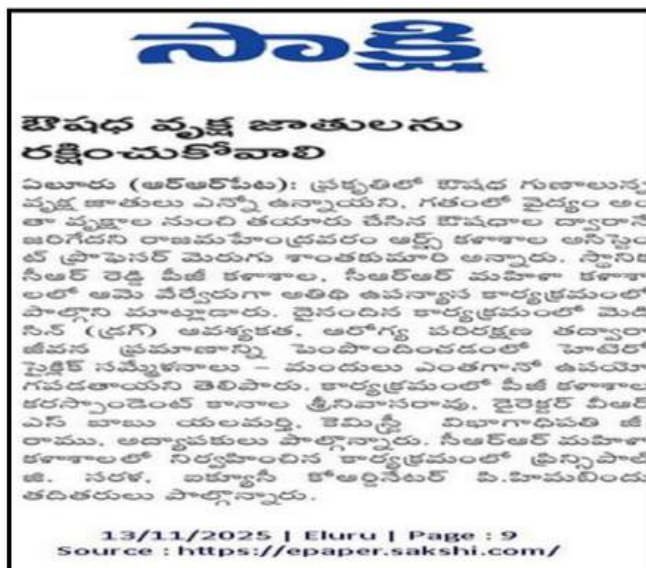 సాక్షి
ఔషధ వృక్ష జాతులను
రక్షించుకోవాలి
ఏలూరు (ఆర్ఆర్‌పేట): ప్రకృతిలో ఔషధ గుణాలున్న
వృక్ష జాతులు ఎన్నో ఉన్నాయని, గతంలో వైద్యం అం
తా వృక్షాల నుంచి తయారు చేసిన ఔషధాల ద్వారానే
జరిగేదని రాజమహేంద్రవరం ఆర్ట్స్ కళాశాల అసిస్టెం
ట్ ప్రొఫెసర్ మెరుగు శాంతకుమారి అన్నారు. స్థానిక
సీఆర్ రెడ్డి పీజీ కళాశాల, సీఆర్ఆర్ మహిళా కళాశా
లలో ఆమె వేర్వేరుగా అతిథి ఉపన్యాస కార్యక్రమంలో
పాల్గొని మాట్లాడారు. దైనందిన కార్యక్రమంలో మెడి
సిన్ (డ్రగ్) ఆవశ్యకత, ఆరోగ్య పరిరక్షణ తద్వారా
జీవన ప్రమాణాన్ని పెంపొందించడంలో హెటెరో
సైక్లిక్ సమ్మేళనాలు – మందులు ఎంతగానో ఉపయో
గపడతాయని తెలిపారు. కార్యక్రమంలో పీజీ కళాశాల
కరస్పాండెంట్ కానాల శ్రీనివాసరావు, డైరెక్టర్ వీఆర్
ఎస్ బాబు యలమర్తి, కెమిస్ట్రీ విభాగాధిపతి జీ.
రాము, అధ్యాపకులు పాల్గొన్నారు. సీఆర్ఆర్ మహిళా
కళాశాలలో నిర్వహించిన కార్యక్రమంలో ప్రిన్సిపాల్
జి. సరళ, ఐక్యూసీ కోఆర్డినేటర్ పి.హిమబిందు
తదితరులు పాల్గొన్నారు.
13/11/2025 | Eluru | Page : 9
Source : https://epaper.sakshi.com/